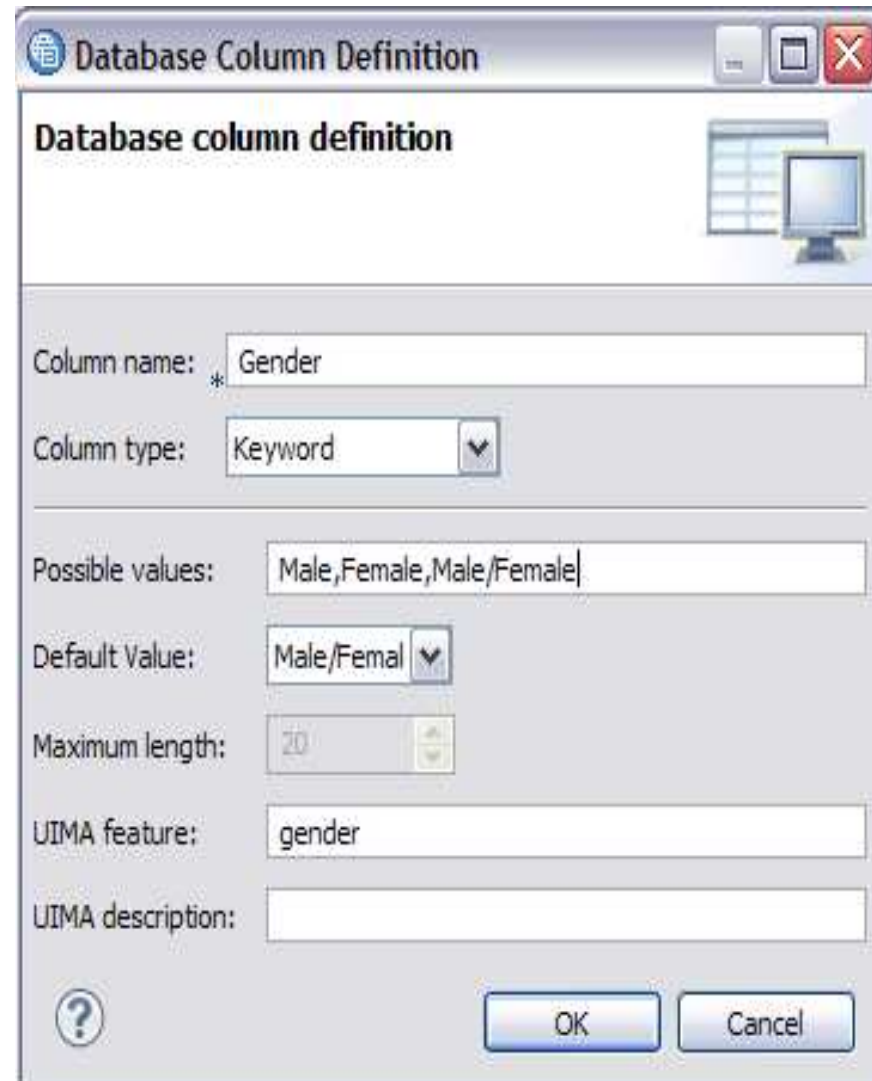 Database Column Definition
Database column definition
Column name: * Gender
Column type: Keyword
Possible values: Male,Female,Male/Female
Default Value: Male/Femal
Maximum length: 20
UIMA feature: gender
UIMA description:
? OK Cancel